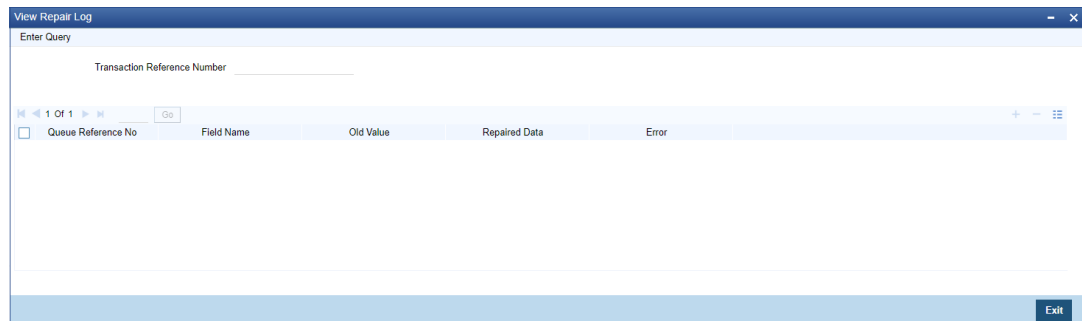 View Repair Log
Enter Query
Transaction Reference Number
1 Of 1 Go
Queue Reference No Field Name Old Value Repaired Data Error
Exit